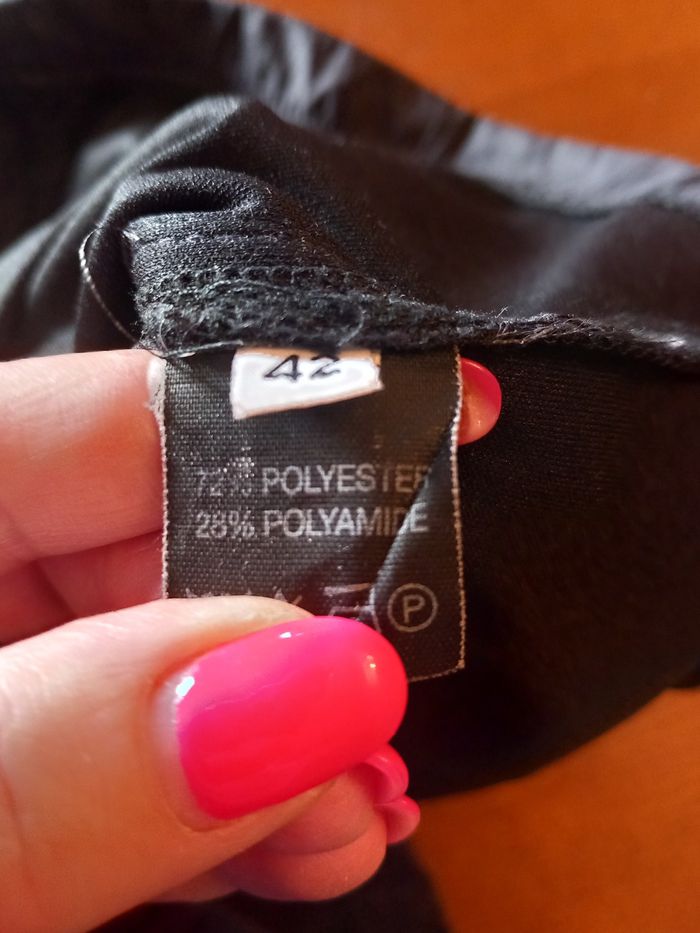 42
72% POLYESTER
28% POLYAMIDE
P